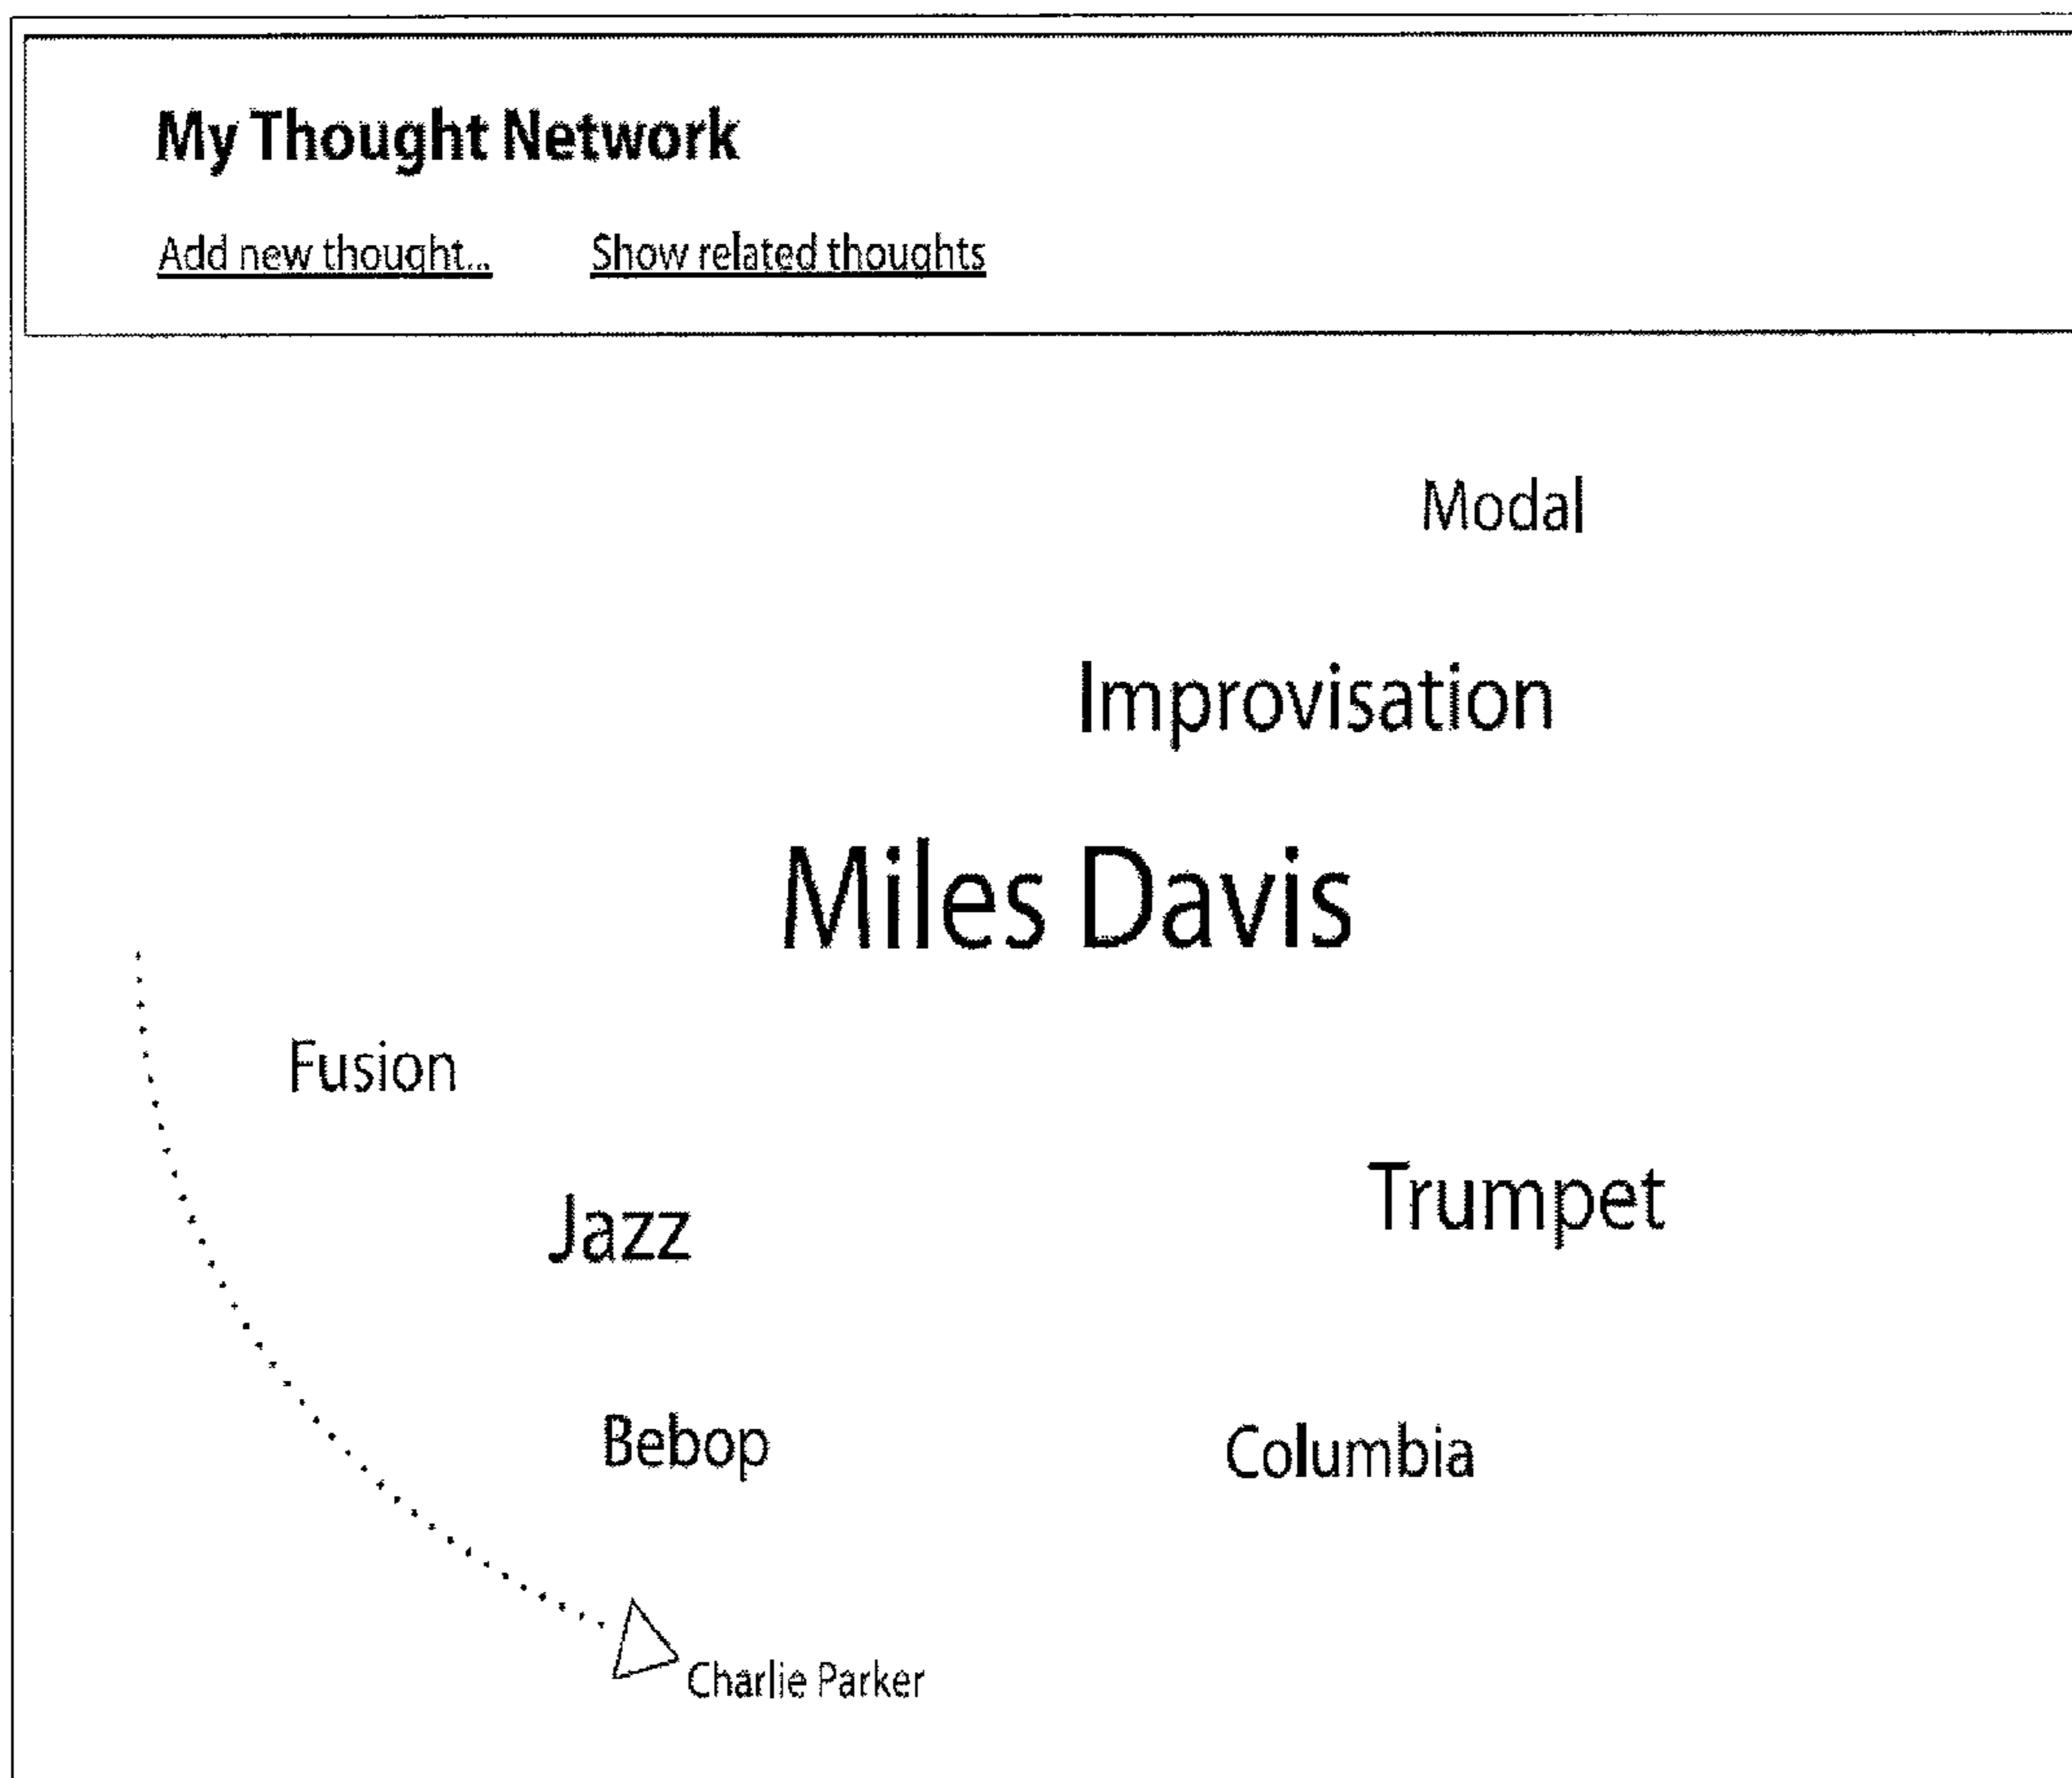 My Thought Network
Add new thought... Show related thoughts
Modal
Improvisation
Miles Davis
Fusion
Trumpet
Jazz
Bebop
Columbia
Charlie Parker